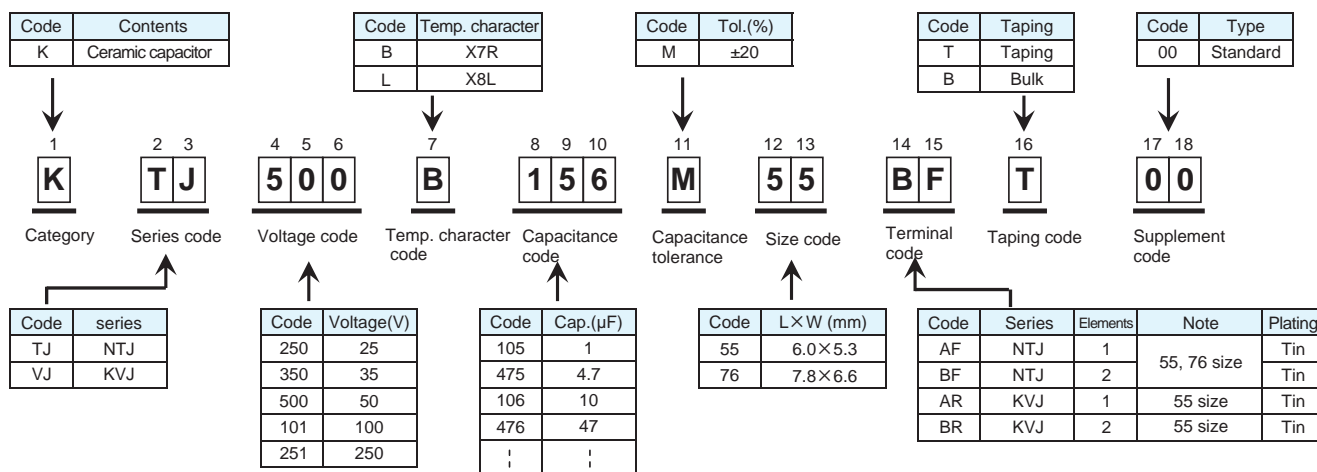 Code Contents
K Ceramic capacitor
Code Temp. character
B X7R
L X8L
Code Tol.(%)
M ±20
Code Taping
T Taping
B Bulk
Code Type
00 Standard
1 2 3 4 5 6 7 8 9 10 11 12 13 14 15 16 17 18
K T J 5 0 0 B 1 5 6 M 5 5 B F T 0 0
Category
Series code
Voltage code
Temp. character
code
Capacitance
code
Capacitance
tolerance
Size code
Terminal
code
Taping code
Supplement
code
Code series
TJ NTJ
VJ KVJ
Code Voltage(V)
250 25
350 35
500 50
101 100
251 250
Code Cap.(µF)
105 1
475 4.7
106 10
476 47
Code L×W (mm)
55 6.0×5.3
76 7.8×6.6
Code Series Elements Note Plating
AF NTJ 1 55, 76 size Tin
BF NTJ 2 Tin
AR KVJ 1 55 size Tin
BR KVJ 2 55 size Tin